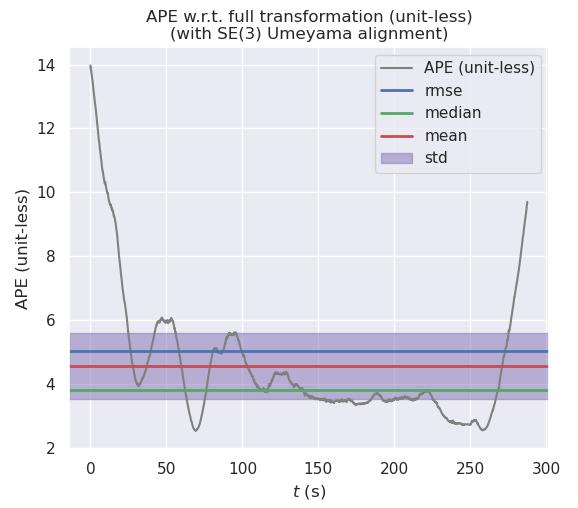 APE w.r.t. full transformation (unit-less)
(with SE(3) Umeyama alignment)
APE (unit-less)
rmse
median
mean
std
APE (unit-less)
14
12
10
8
6
4
2
0 50 100 150 200 250 300
t (s)